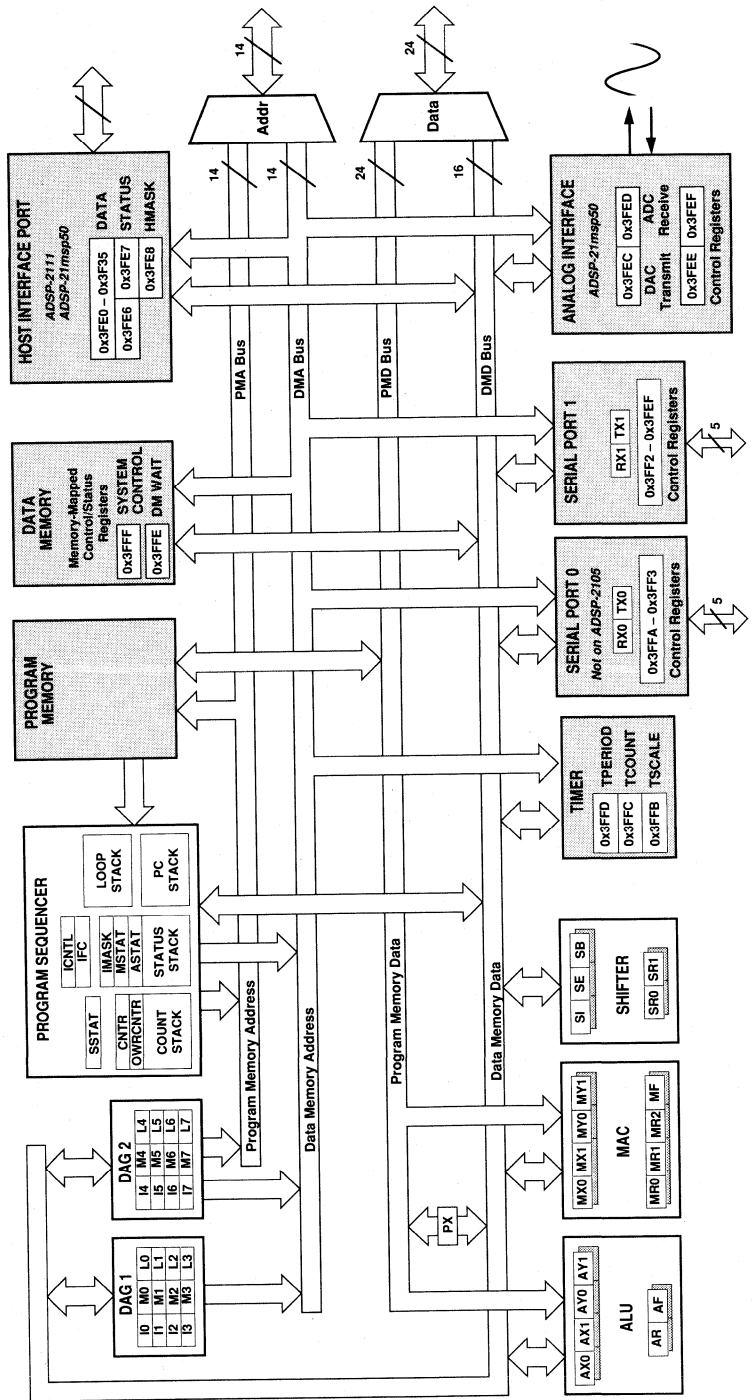 DAG 1
I0 M0 L0
I1 M1 L1
I2 M2 L2
I3 M3 L3
DAG 2
I4 M4 L4
I5 M5 L5
I6 M6 L6
I7 M7 L7
PROGRAM SEQUENCER
SSTAT
ICNTL
IFC
CNTR
OWRCNTR
COUNT
STACK
IMASK
MSTAT
ASTAT
STATUS
STACK
LOOP
STACK
PC
STACK
PROGRAM
MEMORY
DATA
MEMORY
Memory-Mapped
Control/Status
Registers
0x3FFF SYSTEM
CONTROL
0x3FFE DM WAIT
HOST INTERFACE PORT
ADSP-2111
ADSP-21msp50
0x3FE0 – 0x3F35 DATA
0x3FE6 0x3FE7 STATUS
0x3FE8 HMASK
Program Memory Address
PMA Bus
14
Data Memory Address
DMA Bus
14
Addr
14
Program Memory Data
PMD Bus
24
Data Memory Data
DMD Bus
16
Data
24
PX
AX0 AX1 AY0 AY1
ALU
AR AF
MX0 MX1 MY0 MY1
MAC
MR0 MR1 MR2 MF
SI SE SB
SHIFTER
SR0 SR1
TIMER
0x3FFD TPERIOD
0x3FFC TCOUNT
0x3FFB TSCALE
SERIAL PORT 0
Not on ADSP-2105
RX0 TX0
0x3FFA – 0x3FF3
Control Registers
5
SERIAL PORT 1
RX1 TX1
0x3FF2 – 0x3FEF
Control Registers
5
ANALOG INTERFACE
ADSP-21msp50
0x3FEC 0x3FED
DAC ADC
Transmit Receive
0x3FEE 0x3FEF
Control Registers